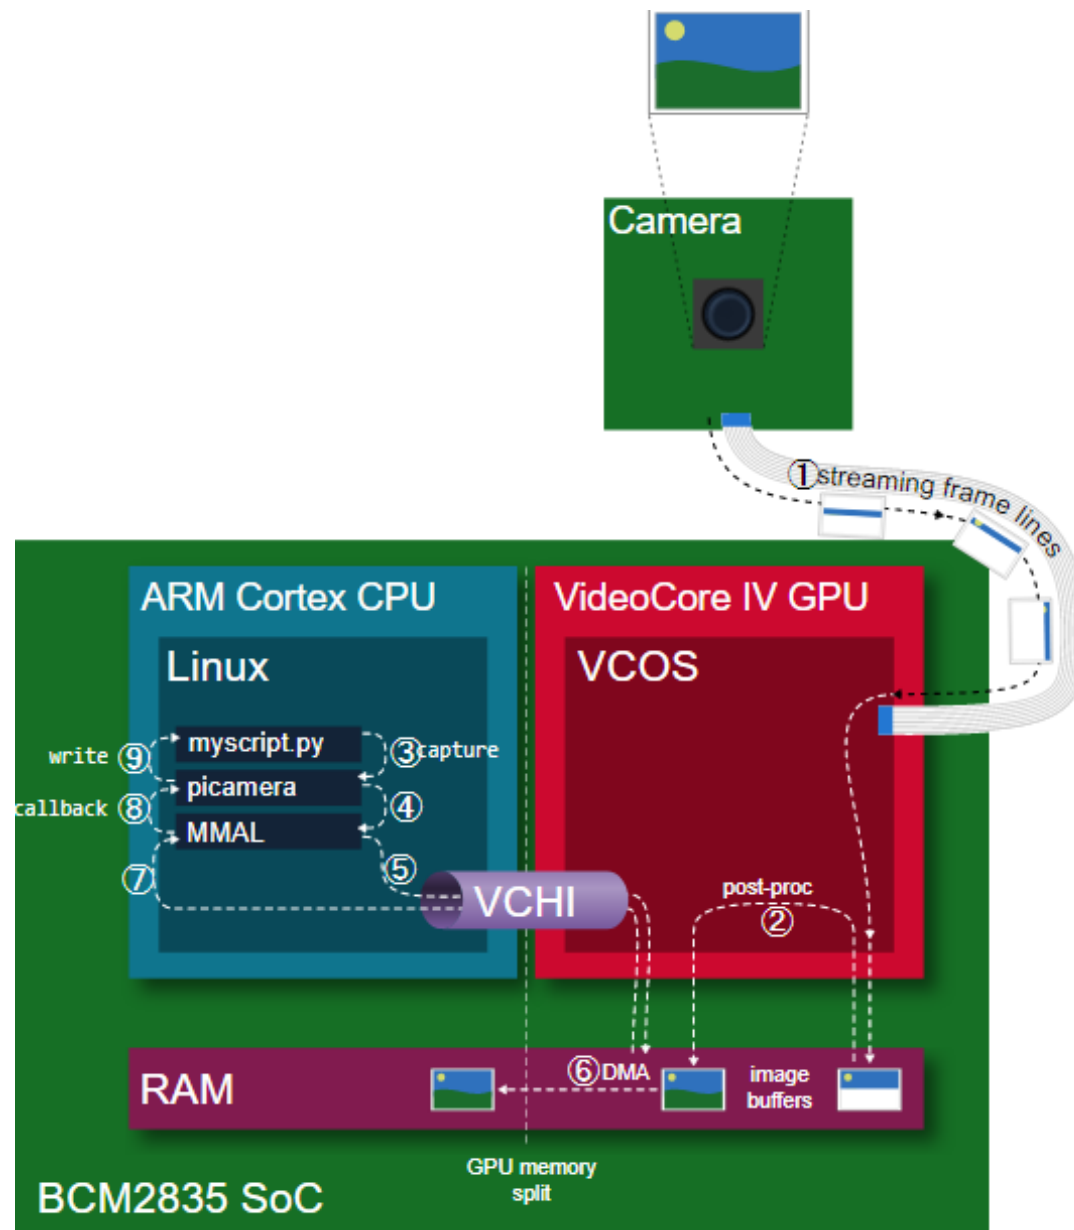 Camera
①streaming frame lines
ARM Cortex CPU
VideoCore IV GPU
Linux
VCOS
myscript.py
③capture
write ⑨
picamera
callback ⑧
④
MMAL
⑦
⑤
VCHI
post-proc
②
RAM
⑥DMA
image
buffers
GPU memory
split
BCM2835 SoC